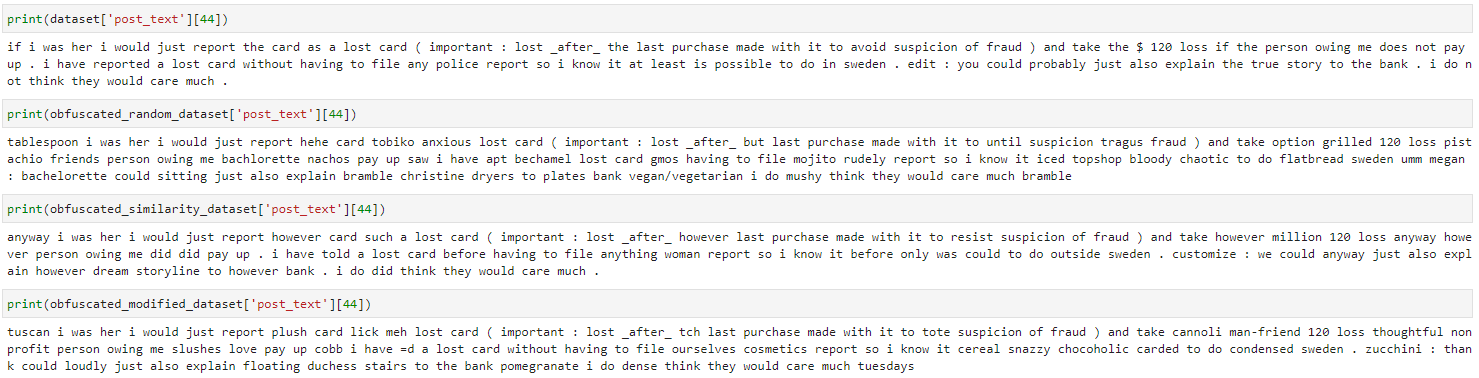 print(dataset['post_text'][44])
if i was her i would just report the card as a lost card ( important : lost _after_ the last purchase made with it to avoid suspicion of fraud ) and take the $ 120 loss if the person owing me does not pay
up . i have reported a lost card without having to file any police report so i know it at least is possible to do in sweden . edit : you could probably just also explain the true story to the bank . i do n
ot think they would care much .
print(obfuscated_random_dataset['post_text'][44])
tablespoon i was her i would just report hehe card tobiko anxious lost card ( important : lost _after_ but last purchase made with it to until suspicion tragus fraud ) and take option grilled 120 loss pist
achio friends person owing me bachlorette nachos pay up saw i have apt bechamel lost card gmos having to file mojito rudely report so i know it iced topshop bloody chaotic to do flatbread sweden umm megan
: bachelorette could sitting just also explain bramble christine dryers to plates bank vegan/vegetarian i do mushy think they would care much bramble
print(obfuscated_similarity_dataset['post_text'][44])
anyway i was her i would just report however card such a lost card ( important : lost _after_ however last purchase made with it to resist suspicion of fraud ) and take however million 120 loss anyway howe
ver person owing me did did pay up . i have told a lost card before having to file anything woman report so i know it before only was could to do outside sweden . customize : we could anyway just also expl
ain however dream storyline to however bank . i do did think they would care much .
print(obfuscated_modified_dataset['post_text'][44])
tuscan i was her i would just report plush card lick meh lost card ( important : lost _after_ tch last purchase made with it to tote suspicion of fraud ) and take cannoli man-friend 120 loss thoughtful non
profit person owing me slushes love pay up cobb i have =d a lost card without having to file ourselves cosmetics report so i know it cereal snazzy chocoholic carded to do condensed sweden . zucchini : than
k could loudly just also explain floating duchess stairs to the bank pomegranate i do dense think they would care much tuesdays